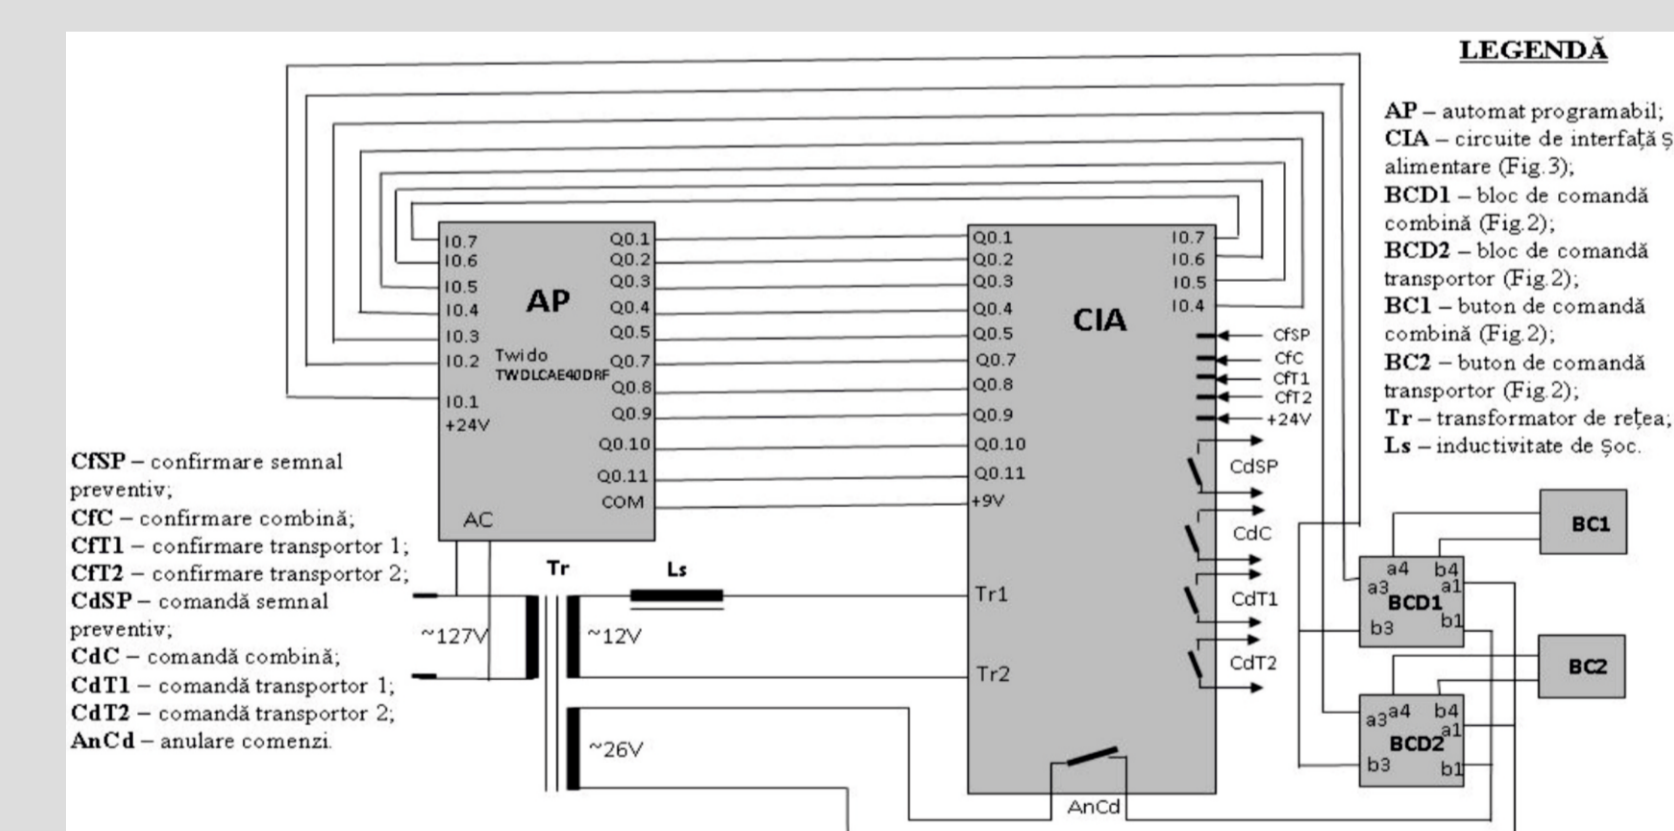 LEGENDĂ
AP – automat programabil;
CIA – circuite de interfață ș
alimentare (Fig.3);
BCD1 – bloc de comandă
combină (Fig.2);
BCD2 – bloc de comandă
transportor (Fig.2);
BC1 – buton de comandă
combină (Fig.2);
BC2 – buton de comandă
transportor (Fig.2);
Tr – transformator de rețea;
Ls – inductivitate de șoc.
I0.7
I0.6
I0.5
I0.4
I0.3
I0.2
I0.1
+24V
AC
AP
Twido
TWDLCAE40DRF
Q0.1
Q0.2
Q0.3
Q0.4
Q0.5
Q0.7
Q0.8
Q0.9
Q0.10
Q0.11
COM
Q0.1
Q0.2
Q0.3
Q0.4
Q0.5
Q0.7
Q0.8
Q0.9
Q0.10
Q0.11
+9V
Tr1
Tr2
CIA
I0.7
I0.6
I0.5
I0.4
CfSP
CfC
CfT1
CfT2
+24V
CdSP
CdC
CdT1
CdT2
AnCd
CfSP – confirmare semnal
preventiv;
CfC – confirmare combină;
CfT1 – confirmare transportor 1;
CfT2 – confirmare transportor 2;
CdSP – comandă semnal
preventiv;
CdC – comandă combină;
CdT1 – comandă transportor 1;
CdT2 – comandă transportor 2;
AnCd – anulare comenzi.
Tr
Ls
~127V
~12V
~26V
BC1
a4 b4
a3 a1
BCD1
b3 b1
BC2
a4 b4
a3 a1
BCD2
b3 b1